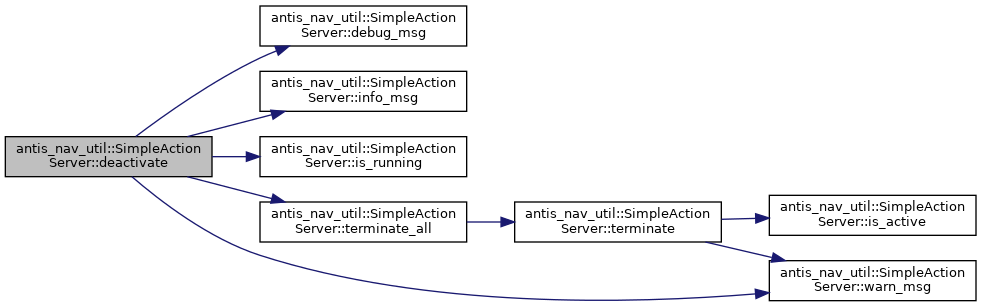 antis_nav_util::SimpleAction
Server::debug_msg
antis_nav_util::SimpleAction
Server::info_msg
antis_nav_util::SimpleAction
Server::deactivate
antis_nav_util::SimpleAction
Server::is_running
antis_nav_util::SimpleAction
Server::terminate_all
antis_nav_util::SimpleAction
Server::terminate
antis_nav_util::SimpleAction
Server::is_active
antis_nav_util::SimpleAction
Server::warn_msg